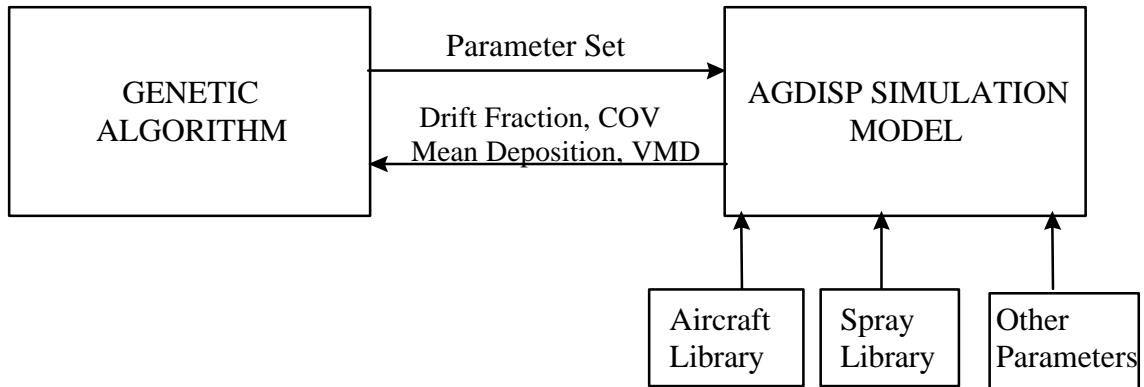 Parameter Set
GENETIC
ALGORITHM
AGDISP SIMULATION
MODEL
Drift Fraction, COV
Mean Deposition, VMD
Aircraft
Library
Spray
Library
Other
Parameters